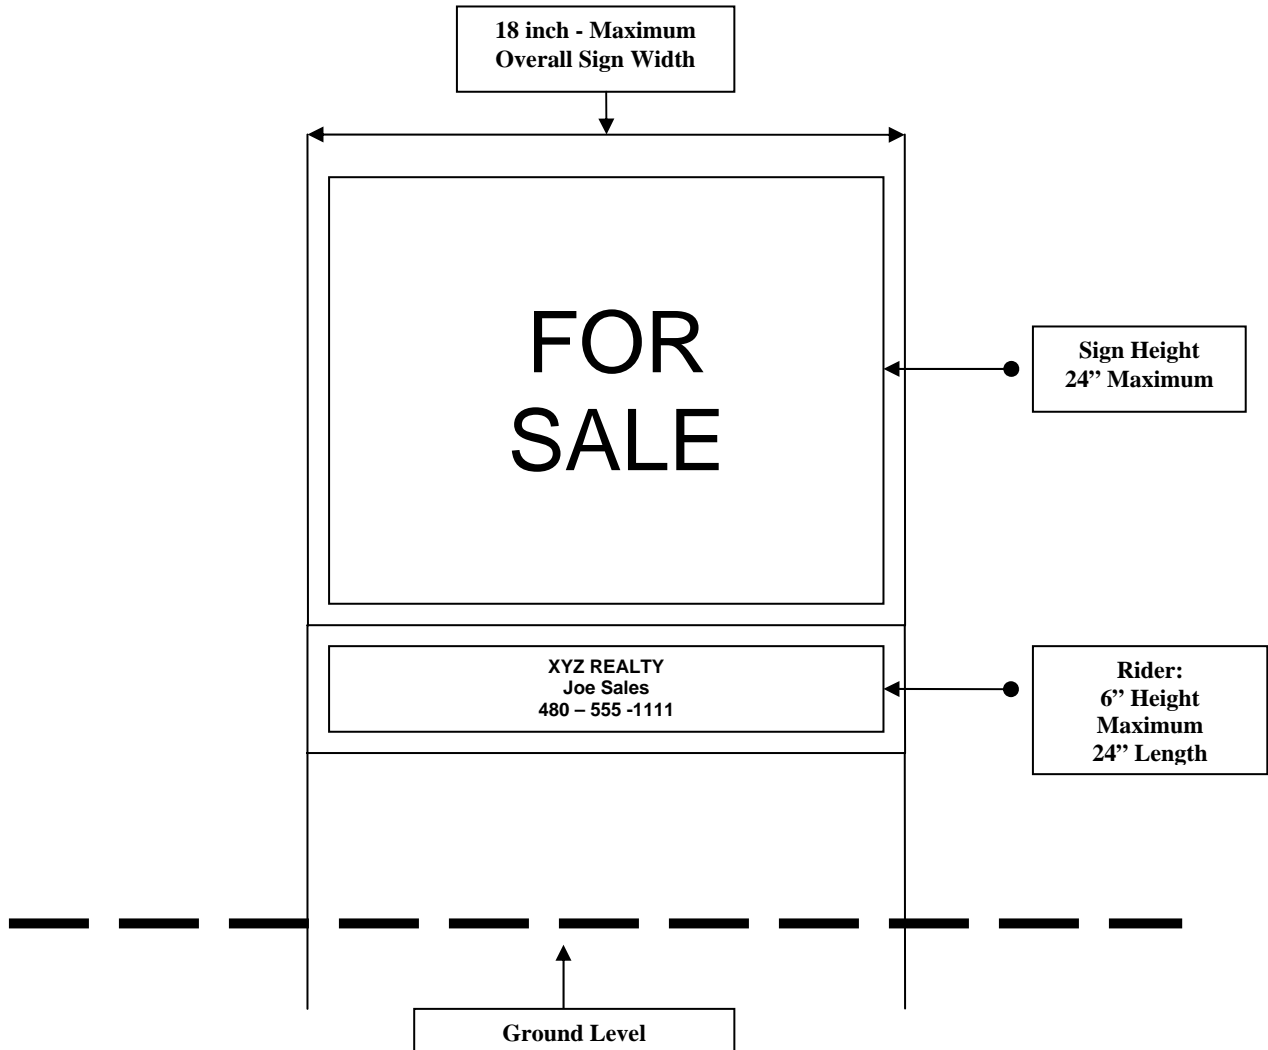 18 inch - Maximum
Overall Sign Width
FOR
SALE
Sign Height
24” Maximum
XYZ REALTY
Joe Sales
480 – 555 -1111
Rider:
6” Height
Maximum
24” Length
Ground Level